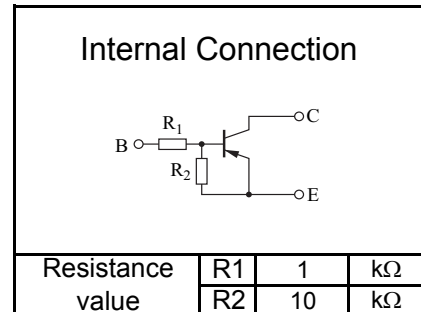 Internal Connection
C
R1
B
R2
E
Resistance value R1 1 kΩ
R2 10 kΩ